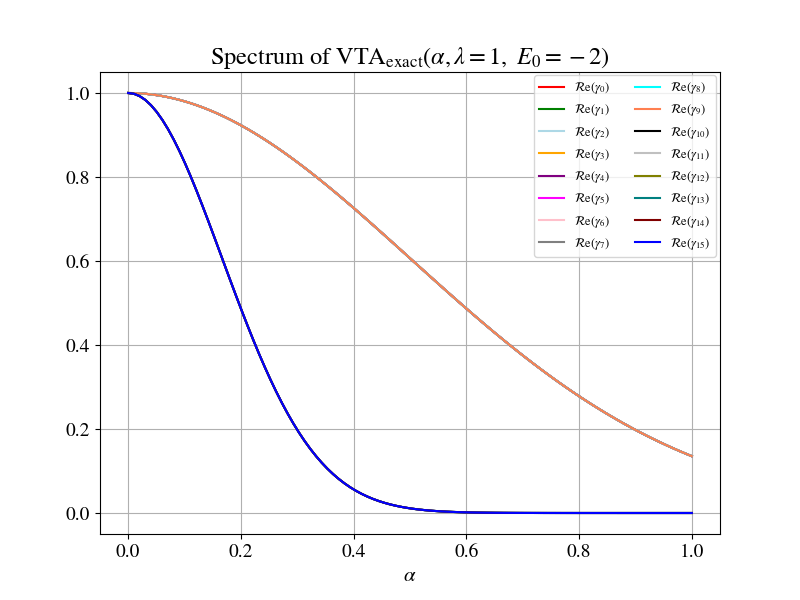 Spectrum of VTA_exact(α, λ = 1, E_0 = −2)
1.0
0.8
0.6
0.4
0.2
0.0
0.0 0.2 0.4 0.6 0.8 1.0
α
ℛe(γ_0)
ℛe(γ_1)
ℛe(γ_2)
ℛe(γ_3)
ℛe(γ_4)
ℛe(γ_5)
ℛe(γ_6)
ℛe(γ_7)
ℛe(γ_8)
ℛe(γ_9)
ℛe(γ_10)
ℛe(γ_11)
ℛe(γ_12)
ℛe(γ_13)
ℛe(γ_14)
ℛe(γ_15)